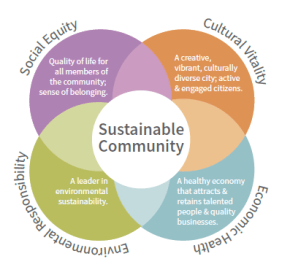 Social Equity
Cultural Vitality
Quality of life for
all members of
the community;
sense of belonging.
A creative,
vibrant, culturally
diverse city; active
& engaged citizens.
Sustainable
Community
A leader in
environmental
sustainability.
A healthy economy
that attracts &
retains talented
people & quality
businesses.
Environmental Responsibility
Economic Health